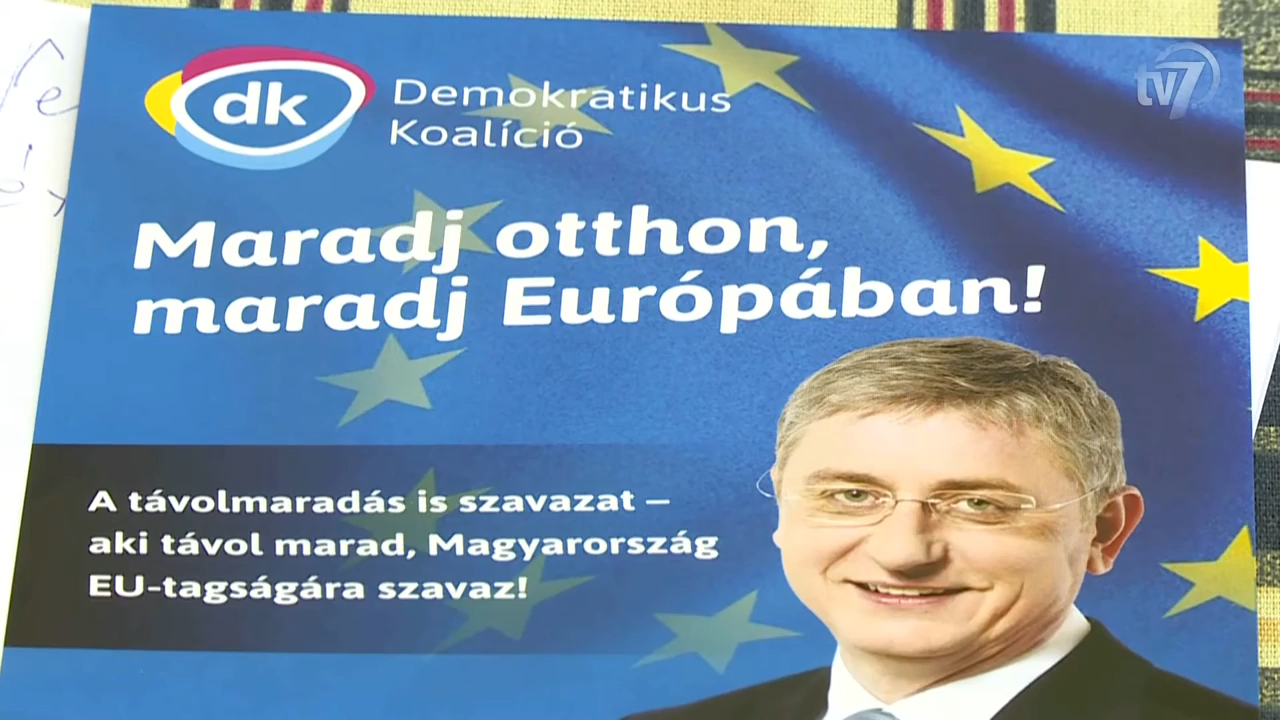 dk
Demokratikus
Koalíció
Maradj otthon,
maradj Európában!
A távolmaradás is szavazat –
aki távol marad, Magyarország
EU-tagságára szavaz!
tv7